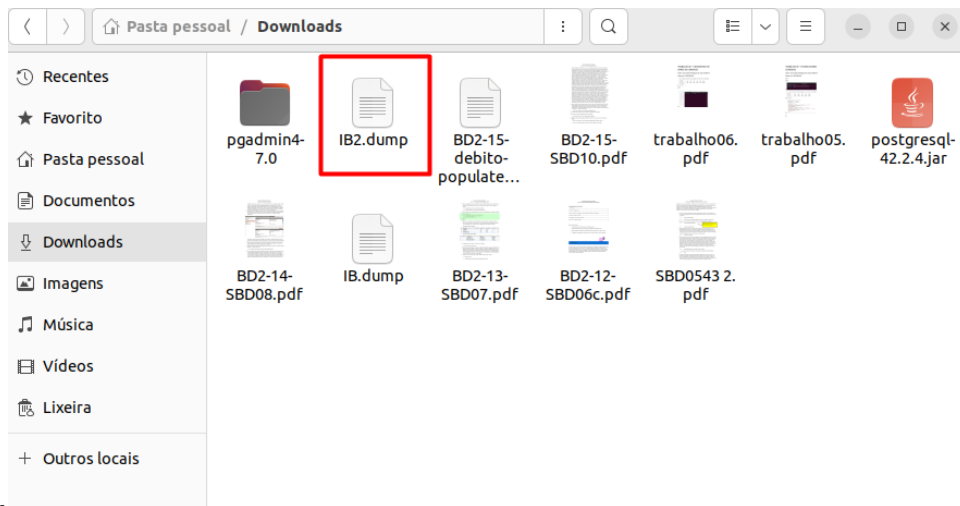 Pasta pessoal / Downloads
Recentes
Favorito
Pasta pessoal
Documentos
Downloads
Imagens
Música
Vídeos
Lixeira
Outros locais
pgadmin4-
7.0
IB2.dump
BD2-15-
debito-
populate...
BD2-15-
SBD10.pdf
trabalho06.
pdf
trabalho05.
pdf
postgresql-
42.2.4.jar
BD2-14-
SBD08.pdf
IB.dump
BD2-13-
SBD07.pdf
BD2-12-
SBD06c.pdf
SBD0543 2.
pdf